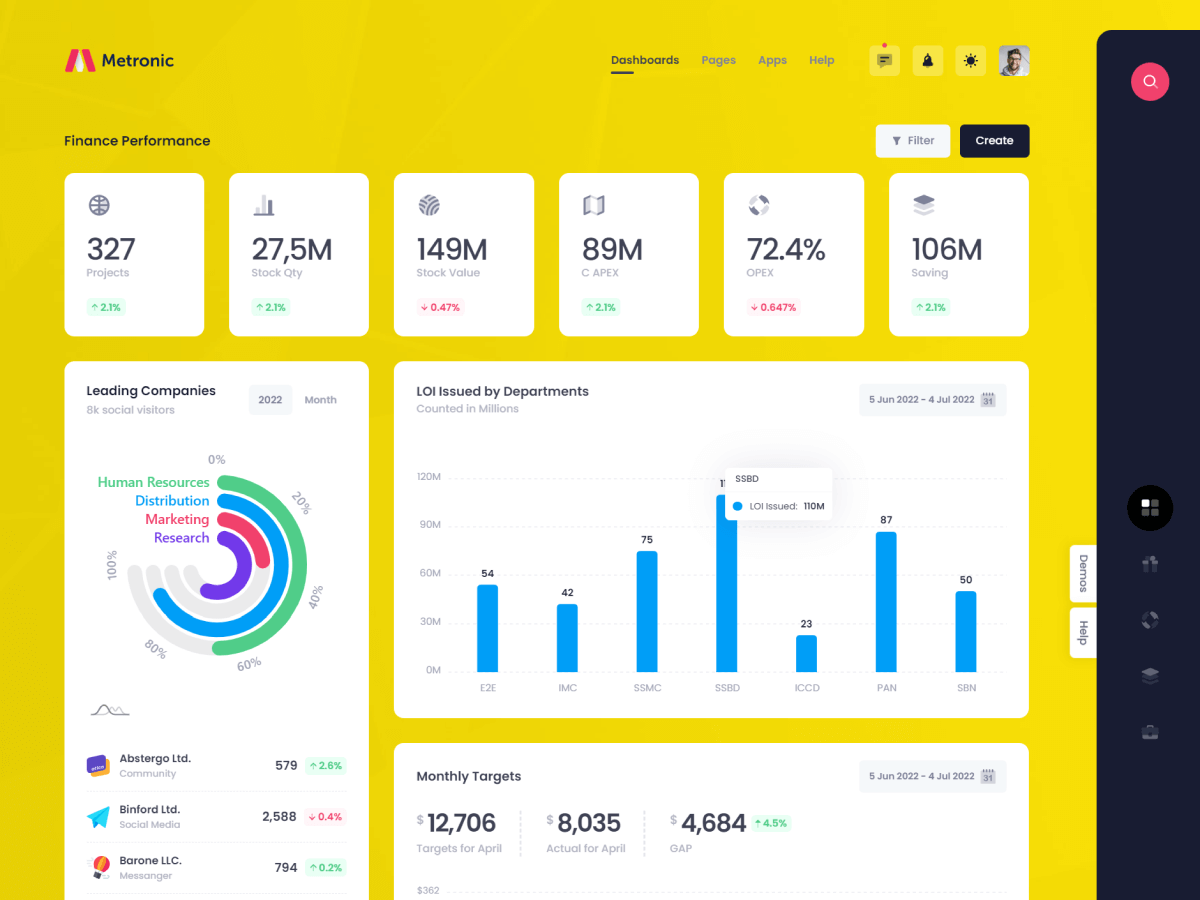 Metronic
Dashboards Pages Apps Help
Finance Performance
Filter Create
327
Projects
2.1%
27,5M
Stock Qty
2.1%
149M
Stock Value
0.47%
89M
C APEX
2.1%
72.4%
OPEX
0.647%
106M
Saving
2.1%
Leading Companies
8k social visitors
2022 Month
0%
20%
40%
60%
80%
100%
Human Resources
Distribution
Marketing
Research
Abstergo Ltd.
Community
579 2.6%
Binford Ltd.
Social Media
2,588 0.4%
Barone LLC.
Messanger
794 0.2%
LOI Issued by Departments
Counted in Millions
5 Jun 2022 - 4 Jul 2022 31
120M
90M
60M
30M
0M
54
42
75
SSBD
LOI Issued: 110M
23
87
50
E2E IMC SSMC SSBD ICCD PAN SBN
Monthly Targets
5 Jun 2022 - 4 Jul 2022 31
$ 12,706
Targets for April
$ 8,035
Actual for April
$ 4,684 4.5%
GAP
$362
Demos
Help